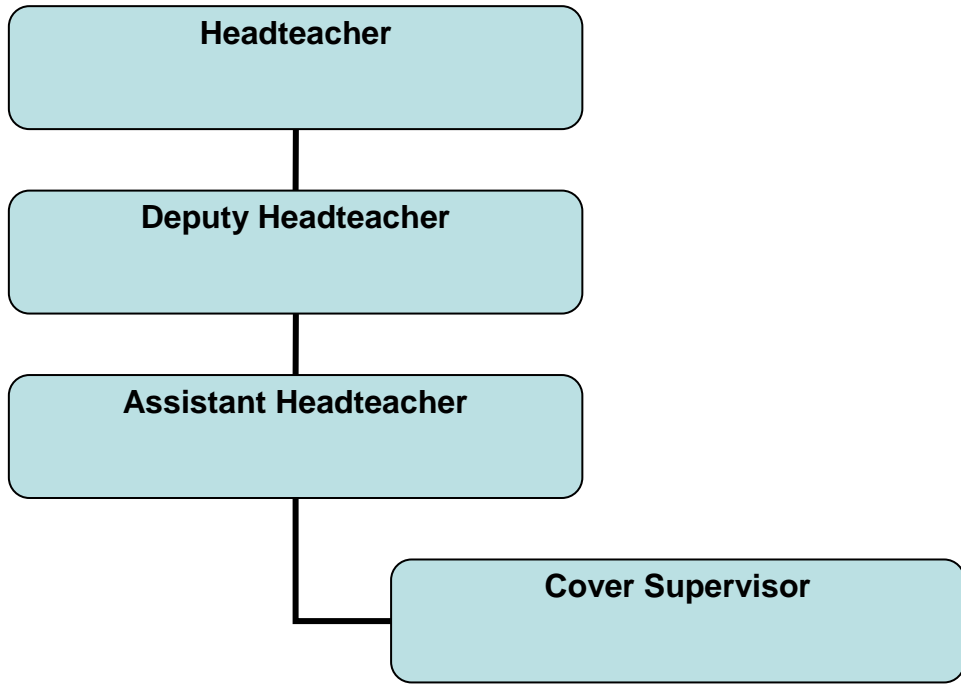 Headteacher
Deputy Headteacher
Assistant Headteacher
Cover Supervisor